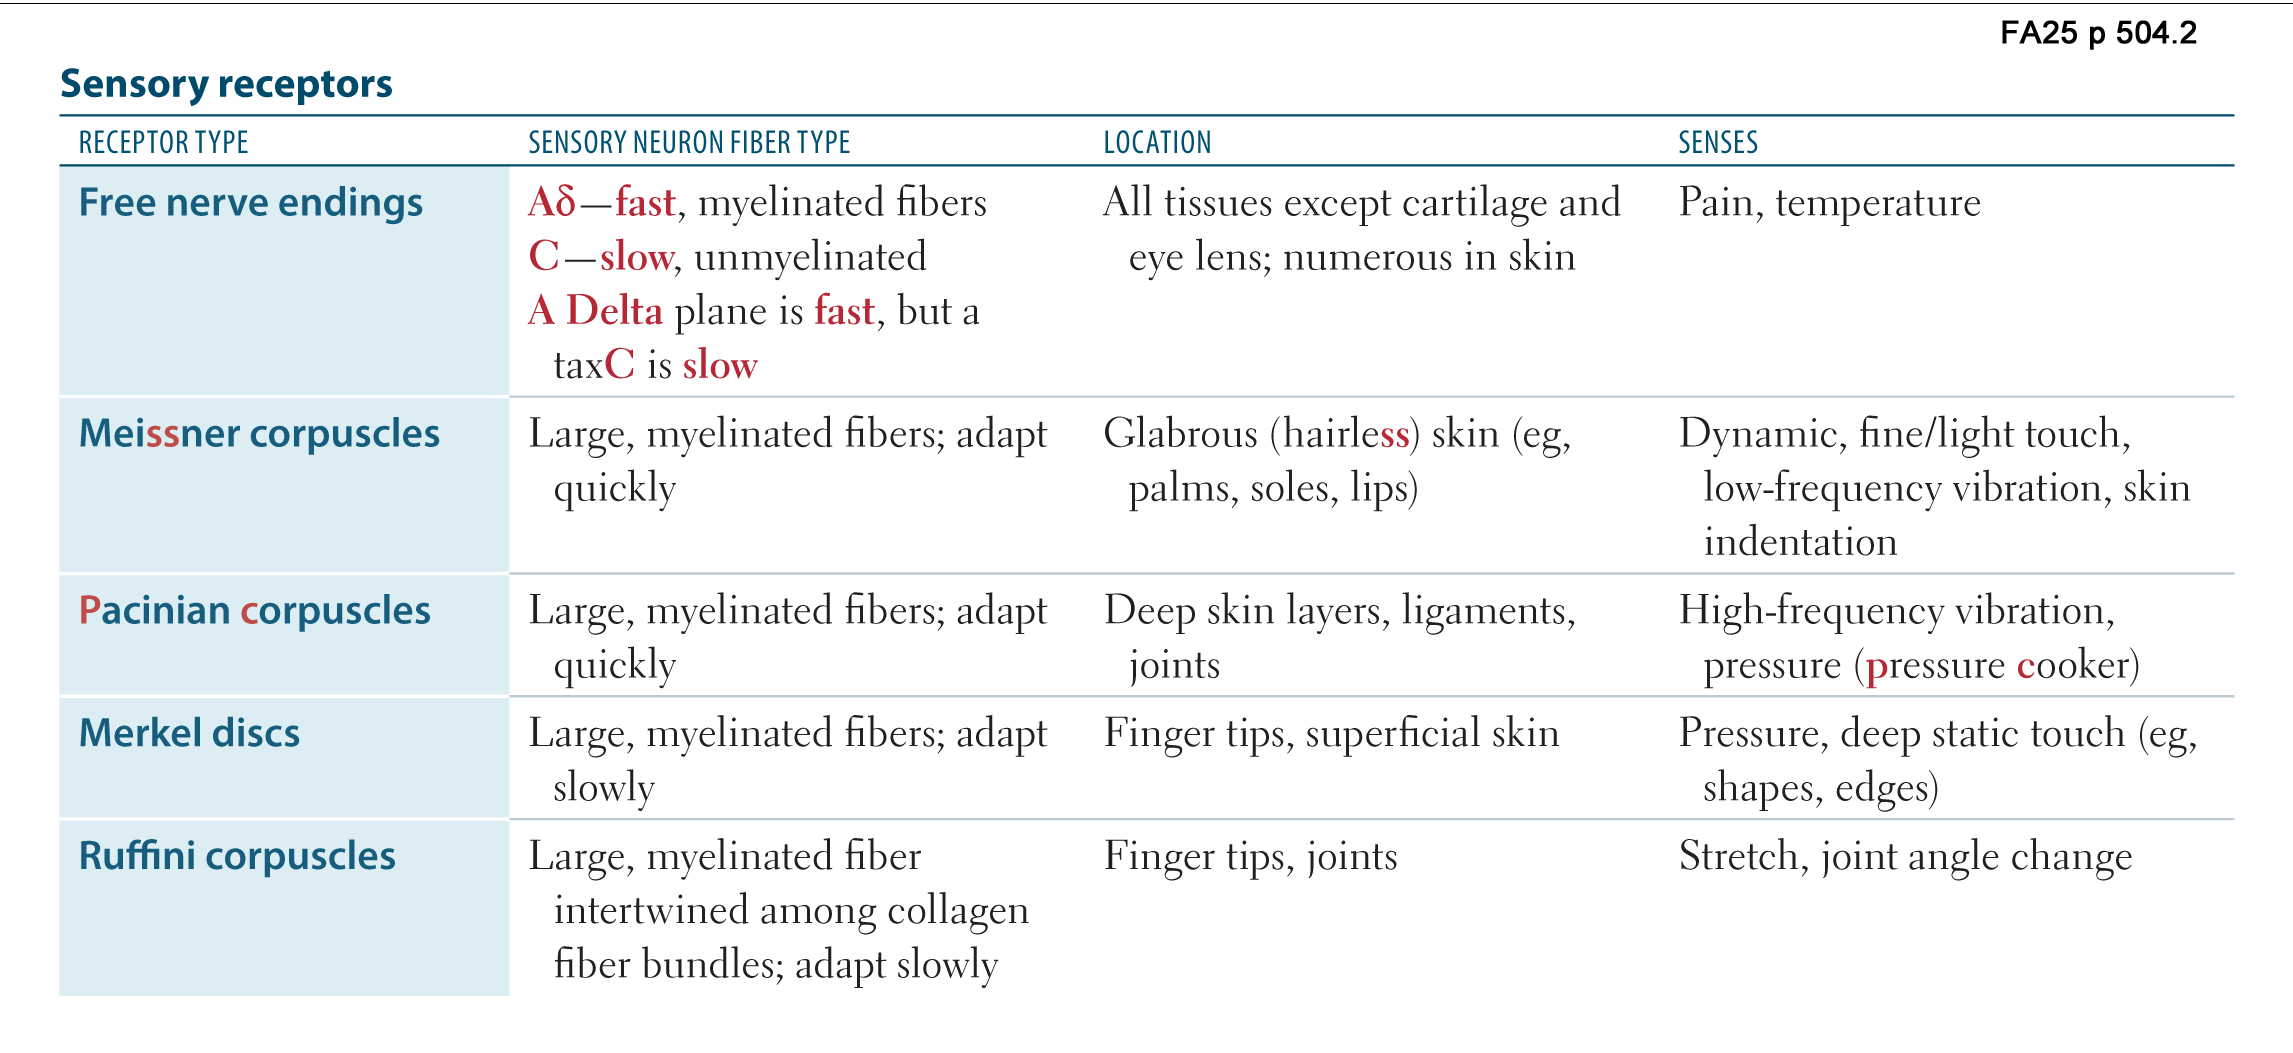 FA25 p 504.2
Sensory receptors
RECEPTOR TYPE SENSORY NEURON FIBER TYPE LOCATION SENSES
Free nerve endings
Aδ—fast, myelinated fibers
C—slow, unmyelinated
A Delta plane is fast, but a
taxC is slow
All tissues except cartilage and
eye lens; numerous in skin
Pain, temperature
Meissner corpuscles
Large, myelinated fibers; adapt
quickly
Glabrous (hairless) skin (eg,
palms, soles, lips)
Dynamic, fine/light touch,
low-frequency vibration, skin
indentation
Pacinian corpuscles
Large, myelinated fibers; adapt
quickly
Deep skin layers, ligaments,
joints
High-frequency vibration,
pressure (pressure cooker)
Merkel discs
Large, myelinated fibers; adapt
slowly
Finger tips, superficial skin
Pressure, deep static touch (eg,
shapes, edges)
Ruffini corpuscles
Large, myelinated fiber
intertwined among collagen
fiber bundles; adapt slowly
Finger tips, joints
Stretch, joint angle change